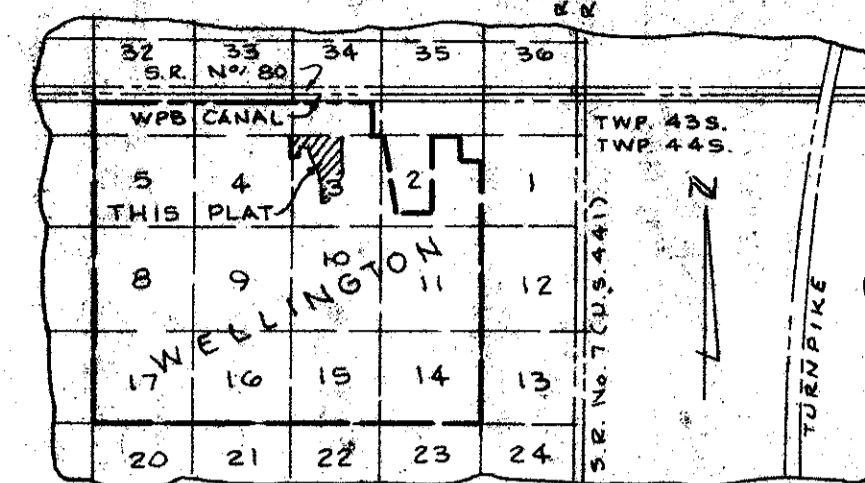 R R
32 33 34 35 36
S.R. No. 80
WPB CANAL
TWP. 43 S.
TWP. 44 S.
5 4 3 2 1
THIS PLAT
N
8 9 10 11 12
WELLINGTON
17 16 15 14 13
20 21 22 23 24
S.R. No. 7 (U.S. 441)
TURNPIKE